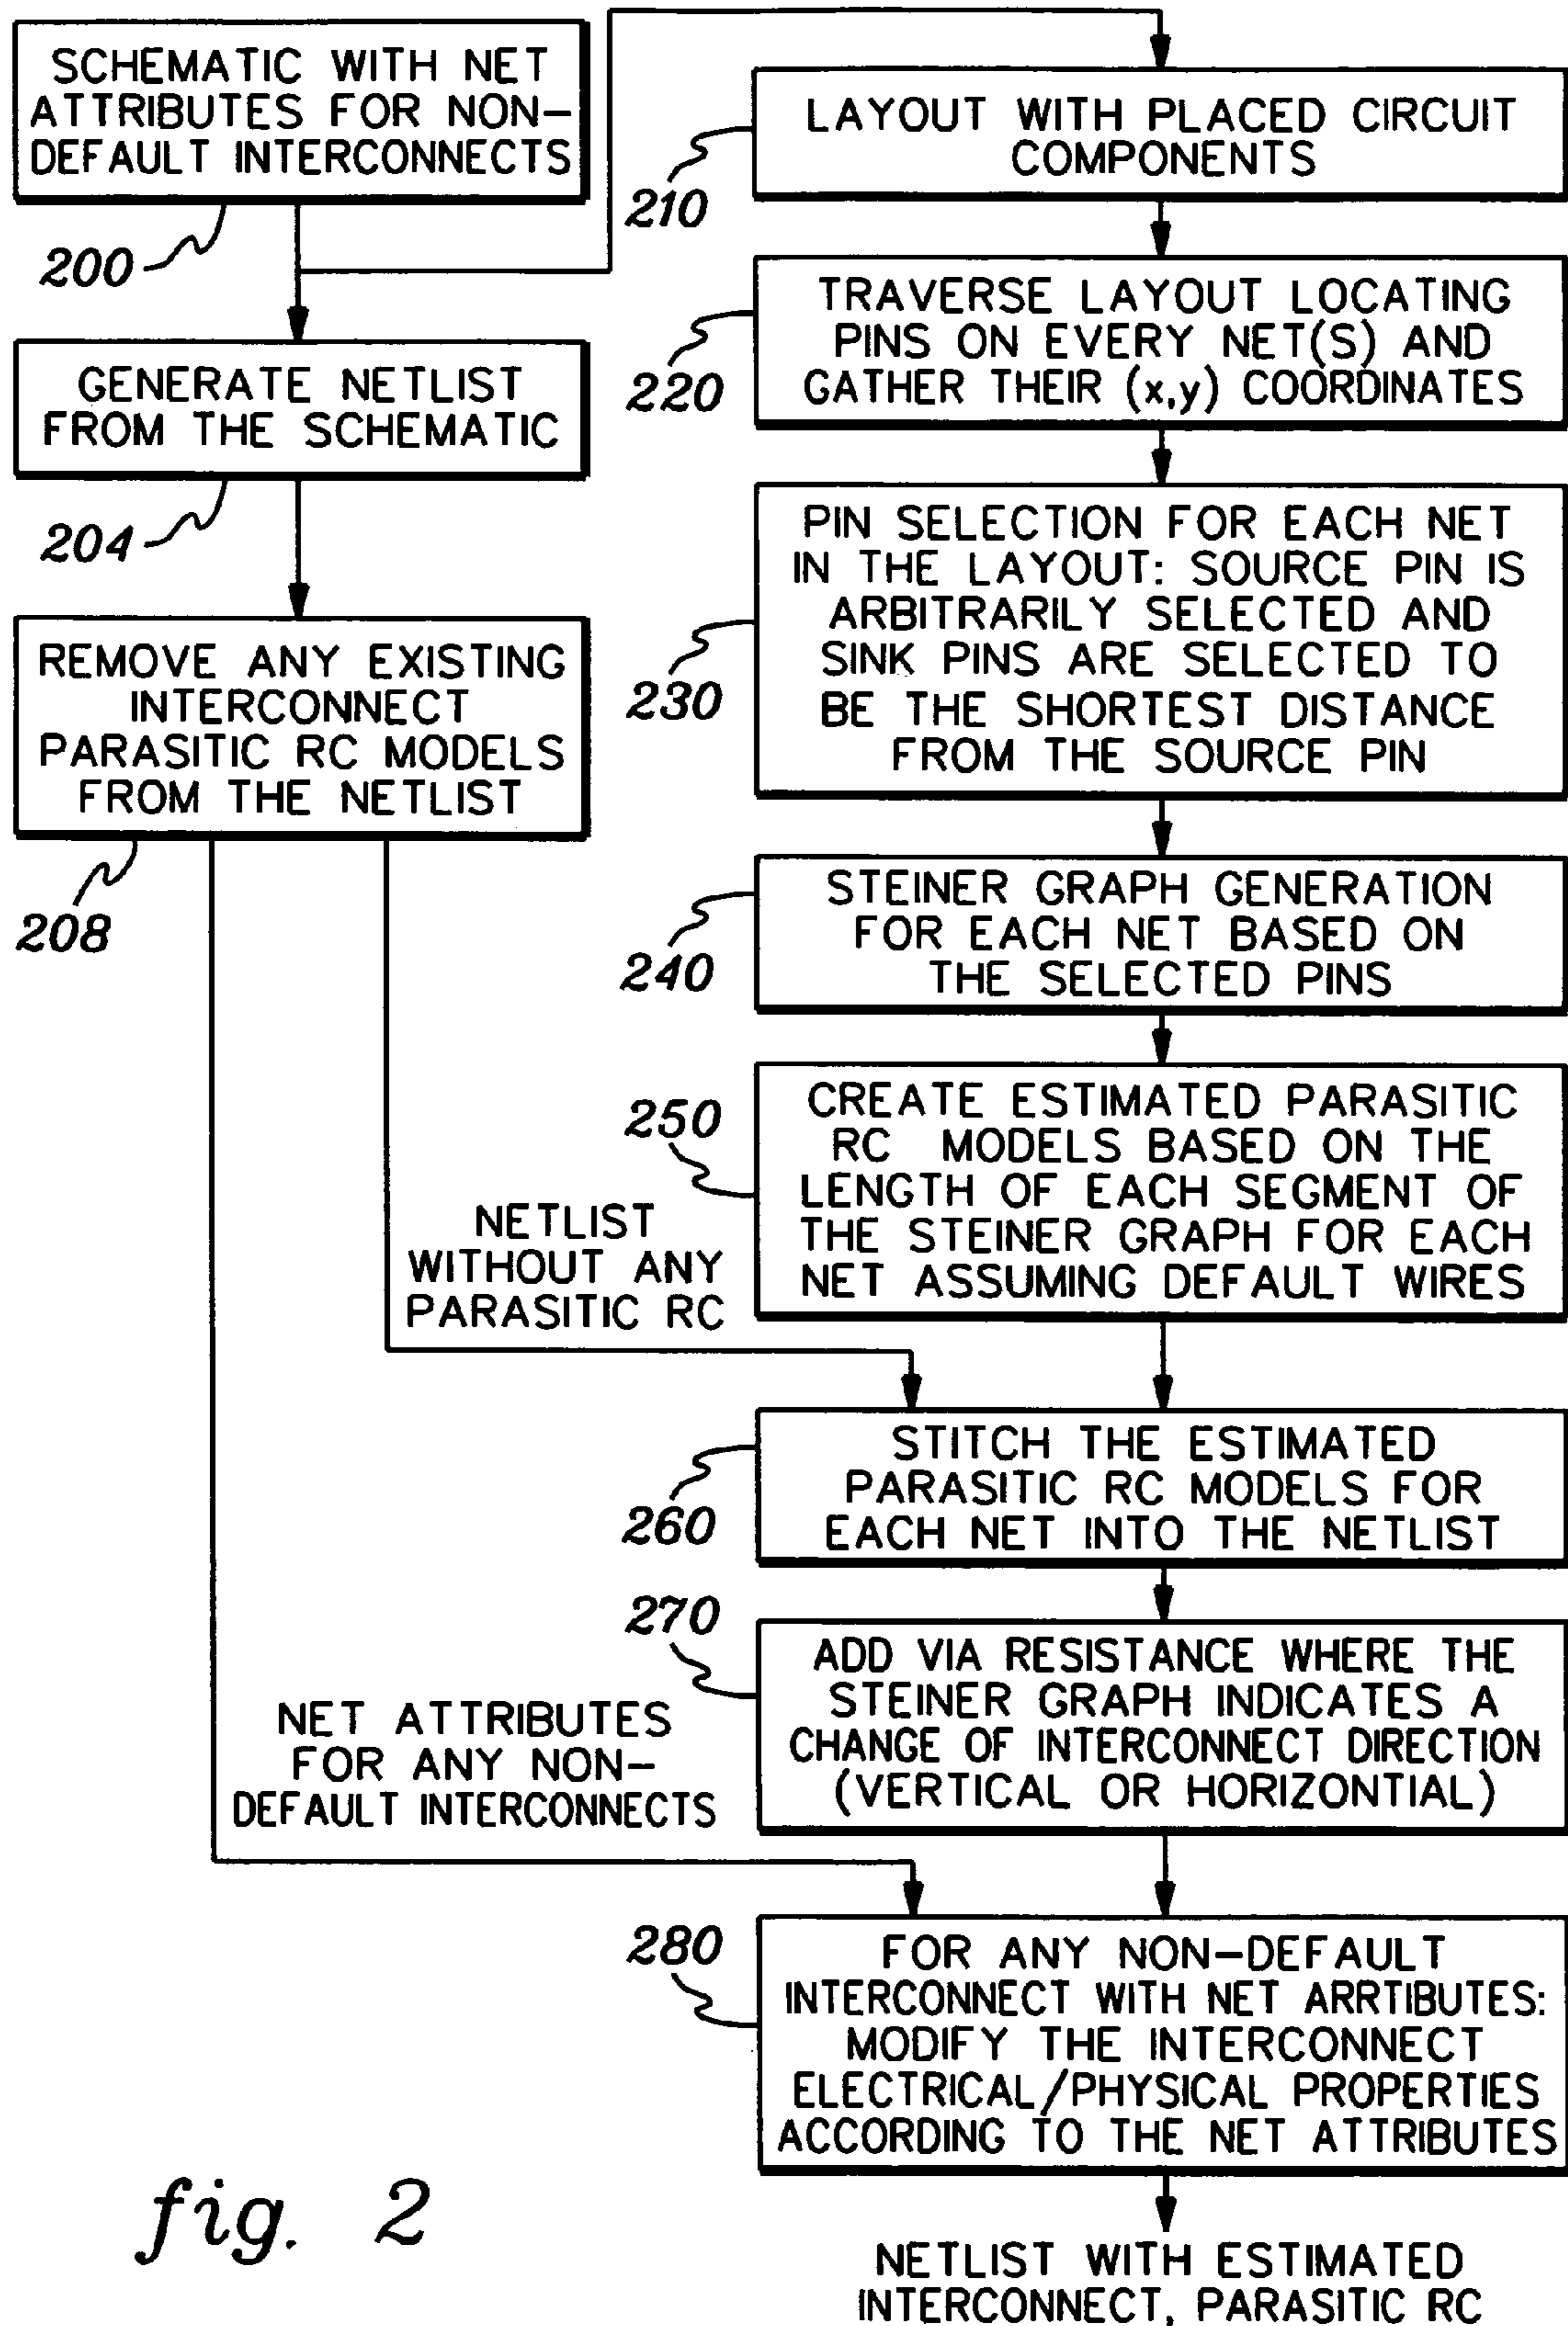 SCHEMATIC WITH NET
ATTRIBUTES FOR NON-
DEFAULT INTERCONNECTS
200
GENERATE NETLIST
FROM THE SCHEMATIC
204
REMOVE ANY EXISTING
INTERCONNECT
PARASITIC RC MODELS
FROM THE NETLIST
208
LAYOUT WITH PLACED CIRCUIT
COMPONENTS
210
TRAVERSE LAYOUT LOCATING
PINS ON EVERY NET(S) AND
GATHER THEIR (x,y) COORDINATES
220
PIN SELECTION FOR EACH NET
IN THE LAYOUT: SOURCE PIN IS
ARBITRARILY SELECTED AND
SINK PINS ARE SELECTED TO
BE THE SHORTEST DISTANCE
FROM THE SOURCE PIN
230
STEINER GRAPH GENERATION
FOR EACH NET BASED ON
THE SELECTED PINS
240
CREATE ESTIMATED PARASITIC
RC MODELS BASED ON THE
LENGTH OF EACH SEGMENT OF
THE STEINER GRAPH FOR EACH
NET ASSUMING DEFAULT WIRES
250
NETLIST
WITHOUT ANY
PARASITIC RC
STITCH THE ESTIMATED
PARASITIC RC MODELS FOR
EACH NET INTO THE NETLIST
260
ADD VIA RESISTANCE WHERE THE
STEINER GRAPH INDICATES A
CHANGE OF INTERCONNECT DIRECTION
(VERTICAL OR HORIZONTIAL)
270
NET ATTRIBUTES
FOR ANY NON-
DEFAULT INTERCONNECTS
FOR ANY NON-DEFAULT
INTERCONNECT WITH NET ARRTIBUTES:
MODIFY THE INTERCONNECT
ELECTRICAL/PHYSICAL PROPERTIES
ACCORDING TO THE NET ATTRIBUTES
280
NETLIST WITH ESTIMATED
INTERCONNECT, PARASITIC RC
fig. 2